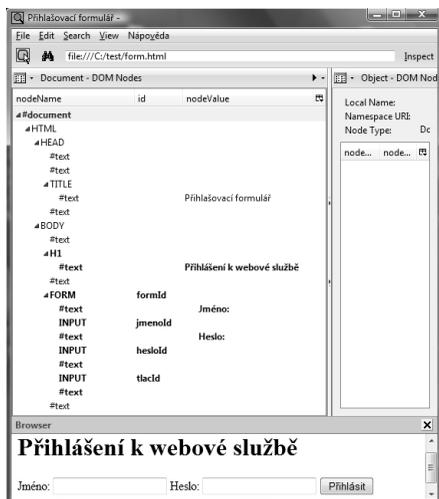 Přihlašovací formulář -
File Edit Search View Nápověda
file:///C:/test/form.html Inspect
Document - DOM Nodes
Object - DOM Nod
nodeName id nodeValue
#document
HTML
HEAD
#text
#text
TITLE
#text Přihlašovací formulář
#text
BODY
#text
H1
#text Přihlášení k webové službě
#text
FORM formId
#text Jméno:
INPUT jmenoId
#text Heslo:
INPUT hesloId
#text
INPUT tlacId
#text
#text
Local Name:
Namespace URI:
Node Type: Dc
node... node...
Browser
Přihlášení k webové službě
Jméno: Heslo: Přihlásit